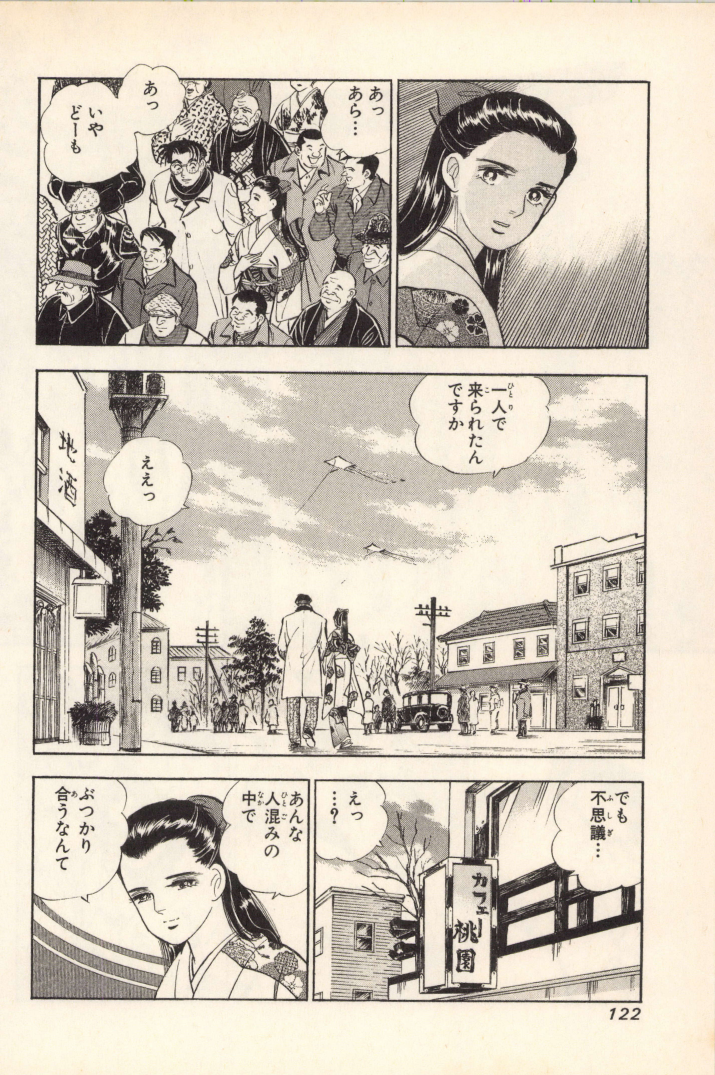 あっ
あら…
あっ
いや
どーも
一人で
来られたん
ですか
ええっ
地酒
でも
不思議…
えっ
…?
カフェー
桃園
あんな
人混みの
中で
ぶつかり
合うなんて
122